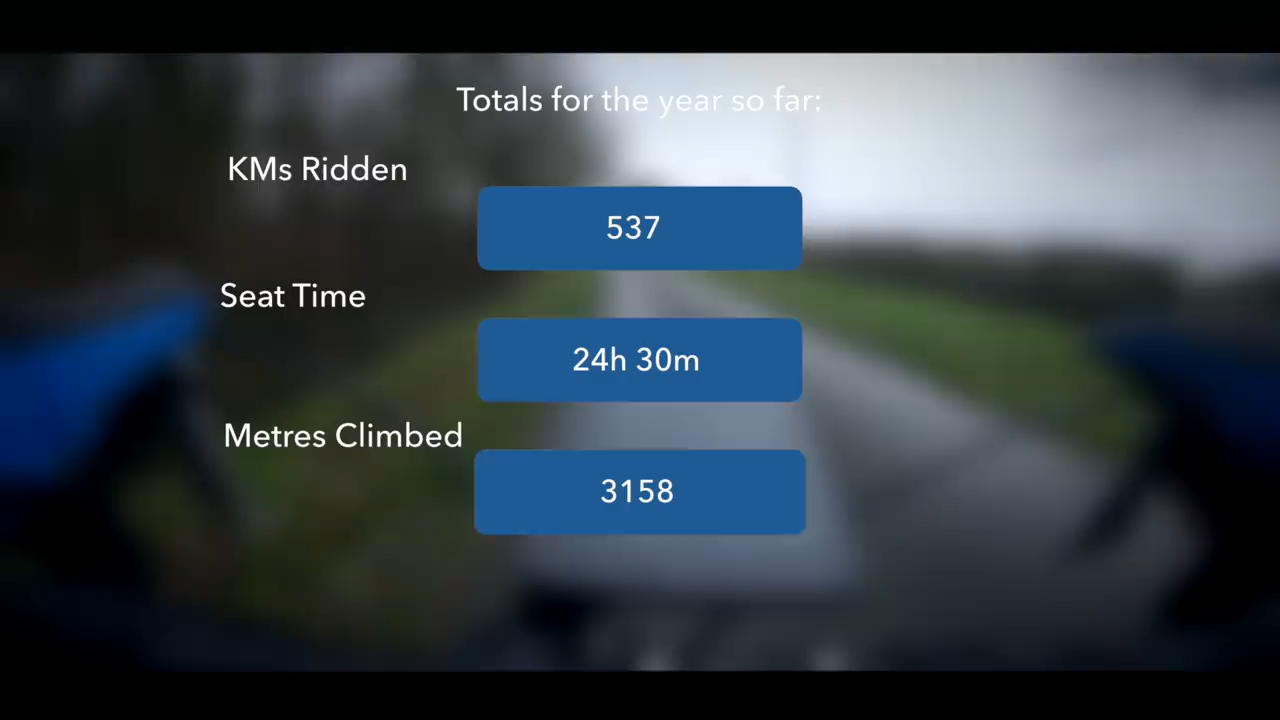 Totals for the year so far:
KMs Ridden
537
Seat Time
24h 30m
Metres Climbed
3158